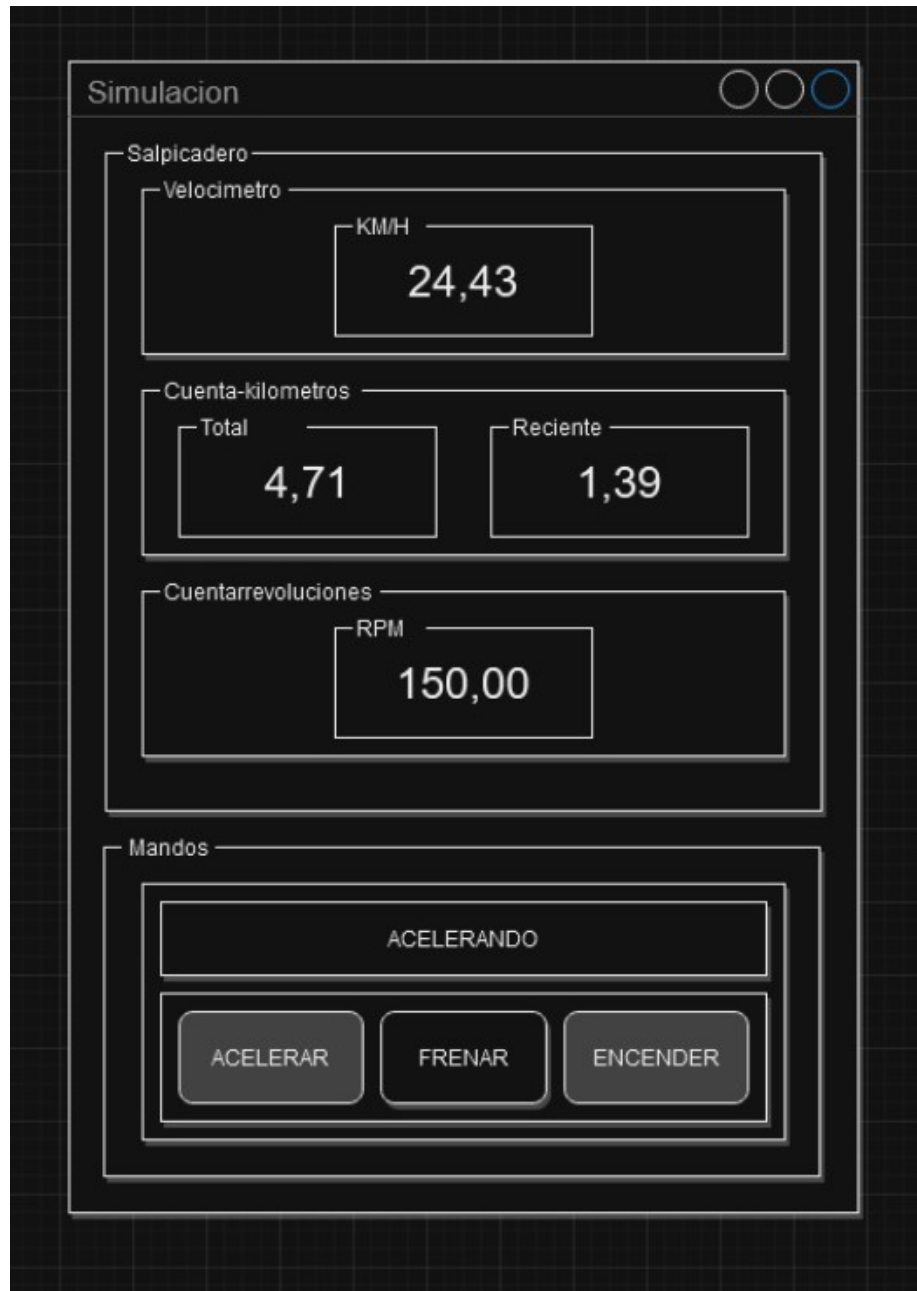 Simulacion
Salpicadero
Velocimetro
KM/H
24,43
Cuenta-kilometros
Total
Reciente
4,71
1,39
Cuentarrevoluciones
RPM
150,00
Mandos
ACELERANDO
ACELERAR
FRENAR
ENCENDER